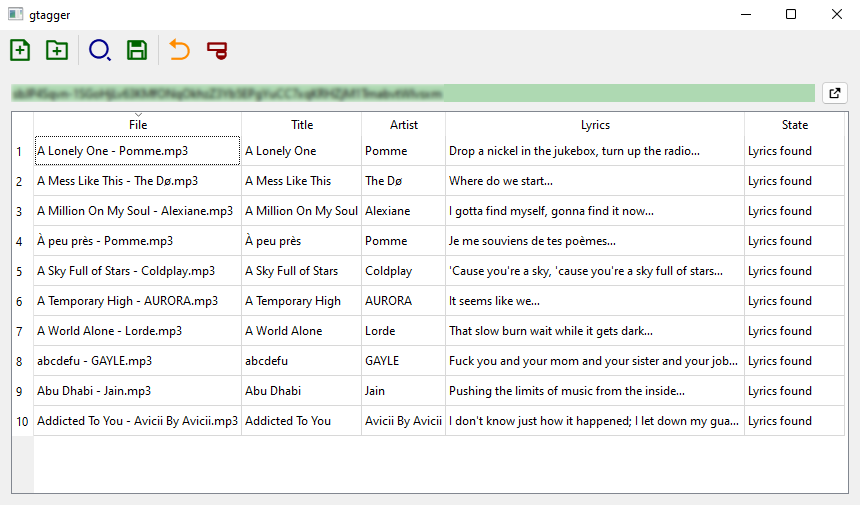 gtagger
File Title Artist Lyrics State
1 A Lonely One - Pomme.mp3 A Lonely One Pomme Drop a nickel in the jukebox, turn up the radio... Lyrics found
2 A Mess Like This - The Dø.mp3 A Mess Like This The Dø Where do we start... Lyrics found
3 A Million On My Soul - Alexiane.mp3 A Million On My Soul Alexiane I gotta find myself, gonna find it now... Lyrics found
4 À peu près - Pomme.mp3 À peu près Pomme Je me souviens de tes poèmes... Lyrics found
5 A Sky Full of Stars - Coldplay.mp3 A Sky Full of Stars Coldplay 'Cause you're a sky, 'cause you're a sky full of stars... Lyrics found
6 A Temporary High - AURORA.mp3 A Temporary High AURORA It seems like we... Lyrics found
7 A World Alone - Lorde.mp3 A World Alone Lorde That slow burn wait while it gets dark... Lyrics found
8 abcdefu - GAYLE.mp3 abcdefu GAYLE Fuck you and your mom and your sister and your job... Lyrics found
9 Abu Dhabi - Jain.mp3 Abu Dhabi Jain Pushing the limits of music from the inside... Lyrics found
10 Addicted To You - Avicii By Avicii.mp3 Addicted To You Avicii By Avicii I don't know just how it happened; I let down my gua... Lyrics found